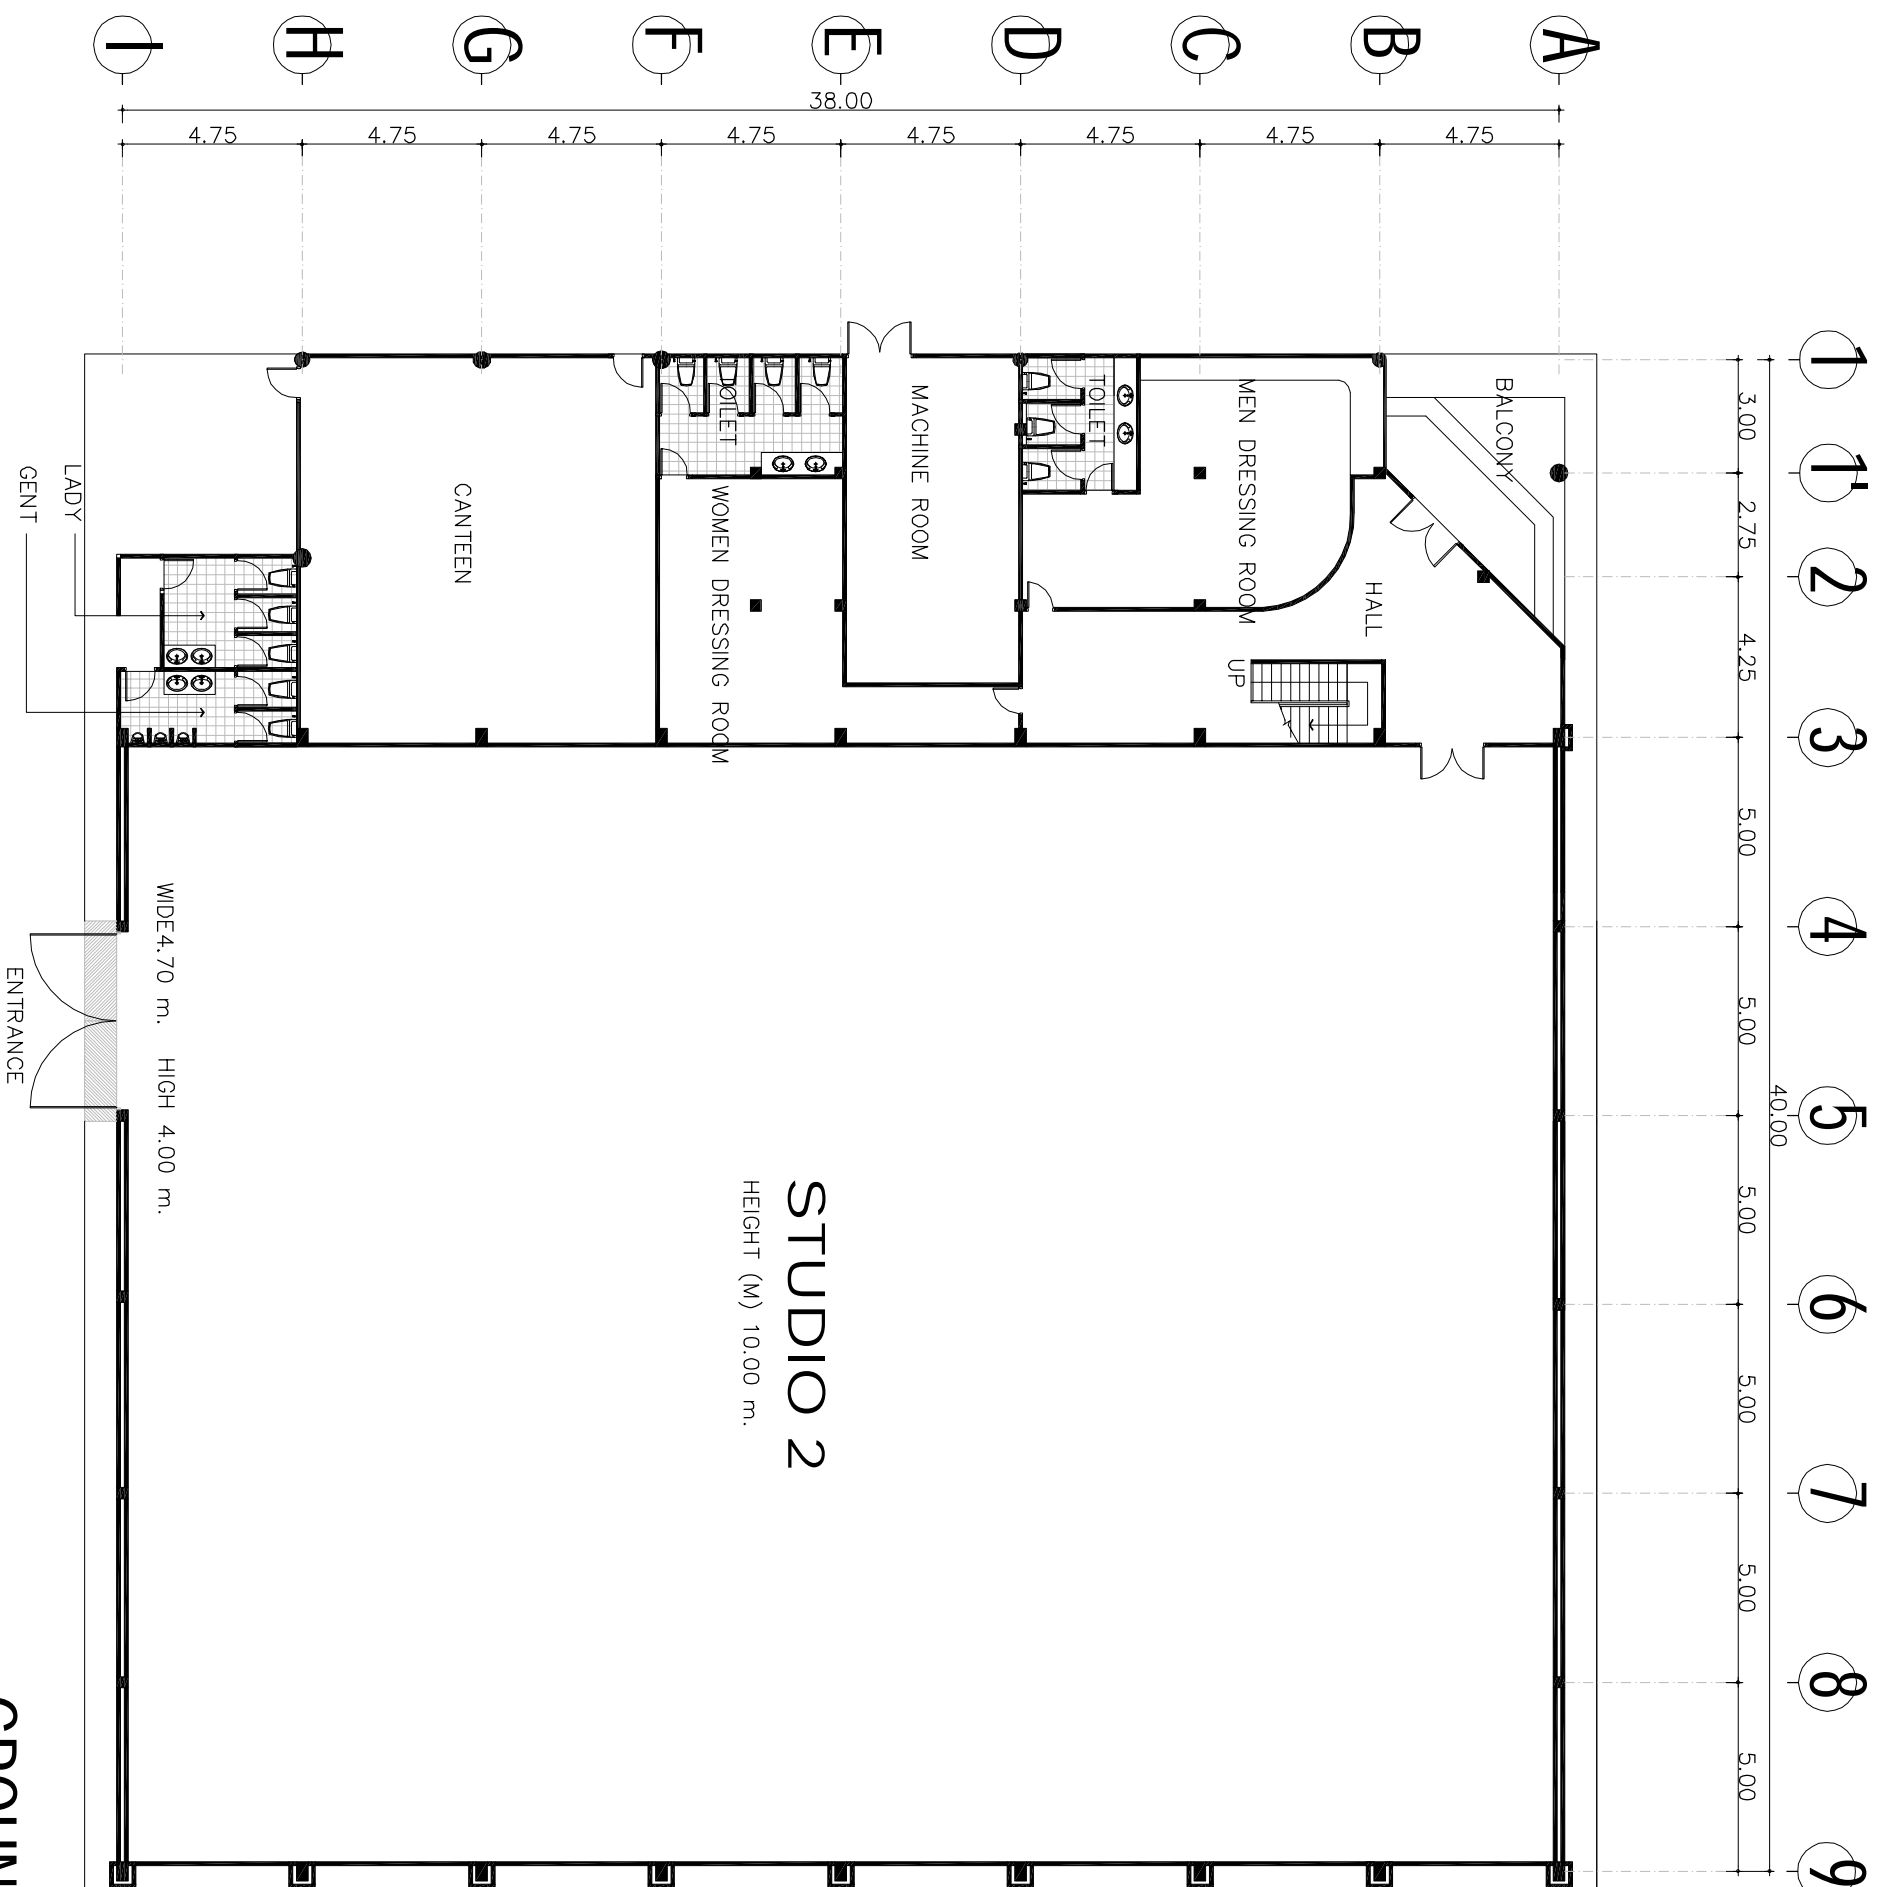 I
H
G
F
E
D
C
B
A
38.00
4.75
4.75
4.75
4.75
4.75
4.75
4.75
4.75
1
1'
2
3
4
5
6
7
8
9
3.00
2.75
4.25
5.00
5.00
5.00
5.00
5.00
5.00
40.00
BALCONY
HALL
MEN DRESSING ROOM
UP
TOILET
MACHINE ROOM
TOILET
WOMEN DRESSING ROOM
CANTEEN
LADY
GENT
WIDE4.70 m. HIGH 4.00 m.
ENTRANCE
STUDIO 2
HEIGHT (M) 10.00 m.